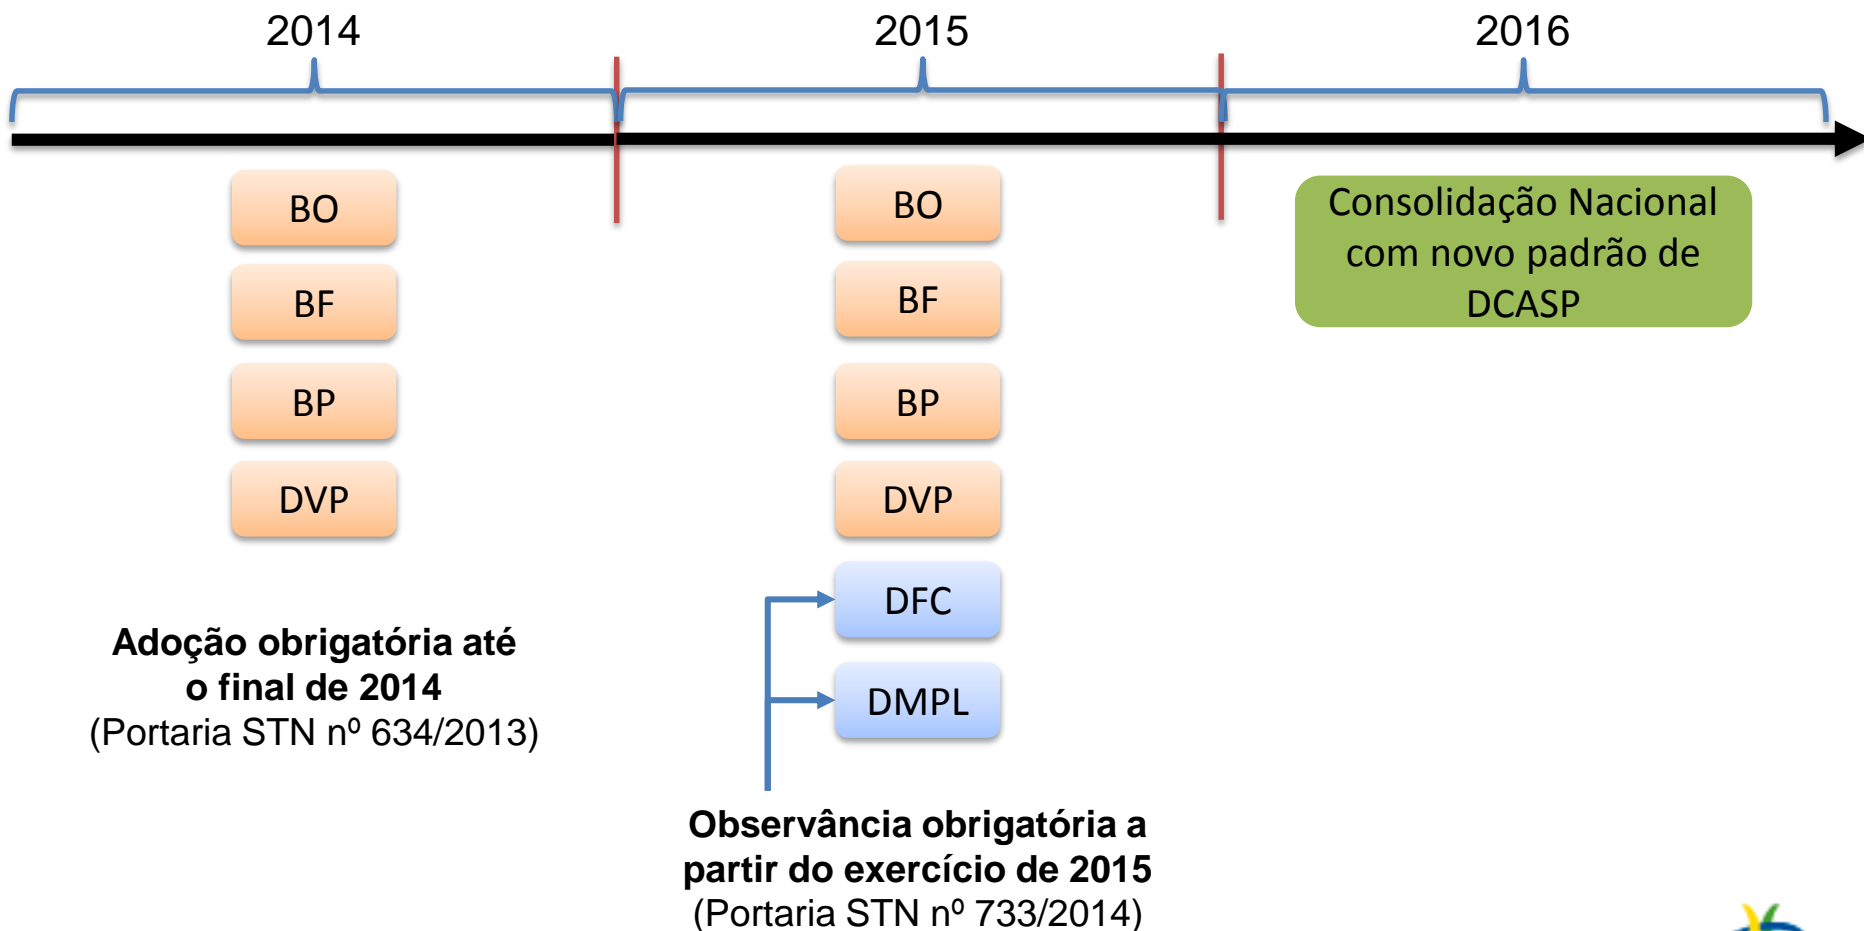 2014
2015
2016
BO
BF
BP
DVP
Adoção obrigatória até
o final de 2014
(Portaria STN nº 634/2013)
BO
BF
BP
DVP
DFC
DMPL
Observância obrigatória a
partir do exercício de 2015
(Portaria STN nº 733/2014)
Consolidação Nacional
com novo padrão de
DCASP